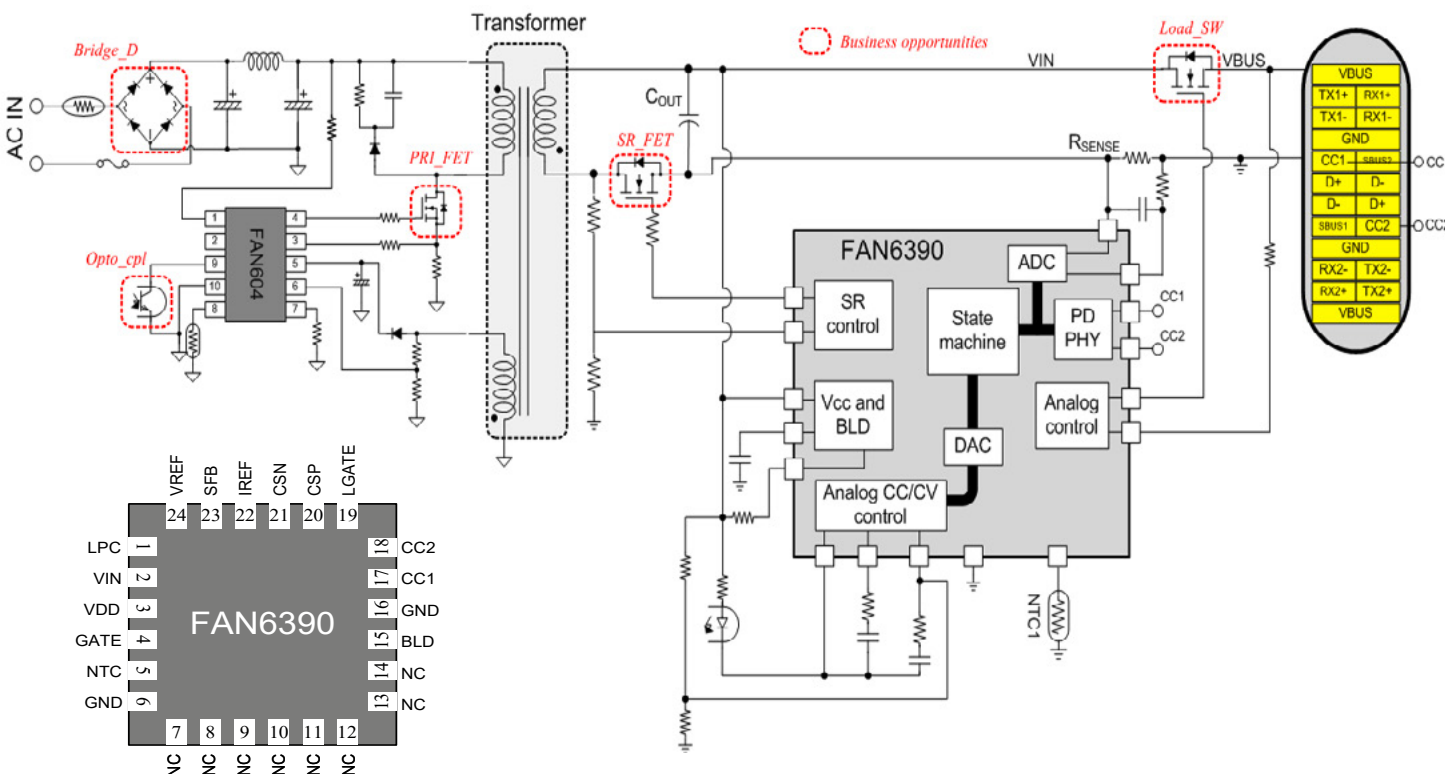 Transformer
Bridge_D
Business opportunities
Load_SW
VIN
VBUS
AC IN
COUT
SR_FET
PRI_FET
RSENSE
Opto_cpl
FAN604
1
2
9
10
8
4
3
5
6
7
VBUS
TX1+ RX1+
TX1- RX1-
GND
CC1 SBUS2
D+ D-
D- D+
SBUS1 CC2
GND
RX2- TX2-
RX2+ TX2+
VBUS
FAN6390
ADC
SR
control
State
machine
PD
PHY
CC1
CC2
Vcc and
BLD
Analog
control
DAC
Analog CC/CV
control
NTC1
VREF SFB IREF CSN CSP LGATE
24 23 22 21 20 19
LPC 1
VIN 2
VDD 3
GATE 4
NTC 5
GND 6
FAN6390
18 CC2
17 CC1
16 GND
15 BLD
14 NC
13 NC
7 8 9 10 11 12
NC NC NC NC NC NC